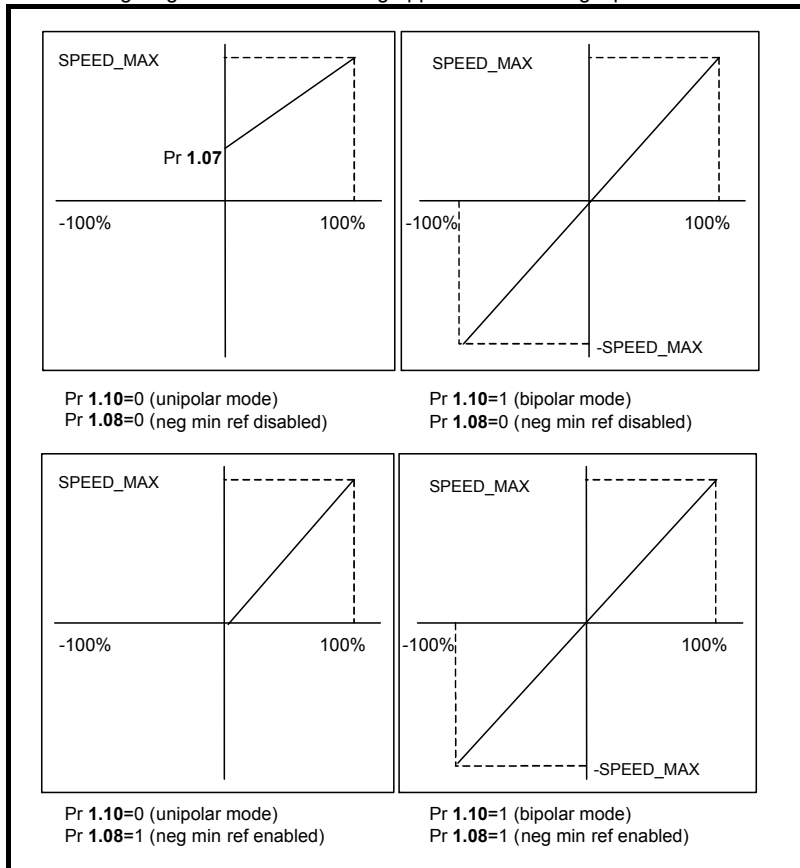 SPEED_MAX
Pr 1.07
-100%
100%
SPEED_MAX
-100%
100%
-SPEED_MAX
Pr 1.10=0 (unipolar mode)
Pr 1.08=0 (neg min ref disabled)
Pr 1.10=1 (bipolar mode)
Pr 1.08=0 (neg min ref disabled)
SPEED_MAX
-100%
100%
SPEED_MAX
-100%
100%
-SPEED_MAX
Pr 1.10=0 (unipolar mode)
Pr 1.08=1 (neg min ref enabled)
Pr 1.10=1 (bipolar mode)
Pr 1.08=1 (neg min ref enabled)